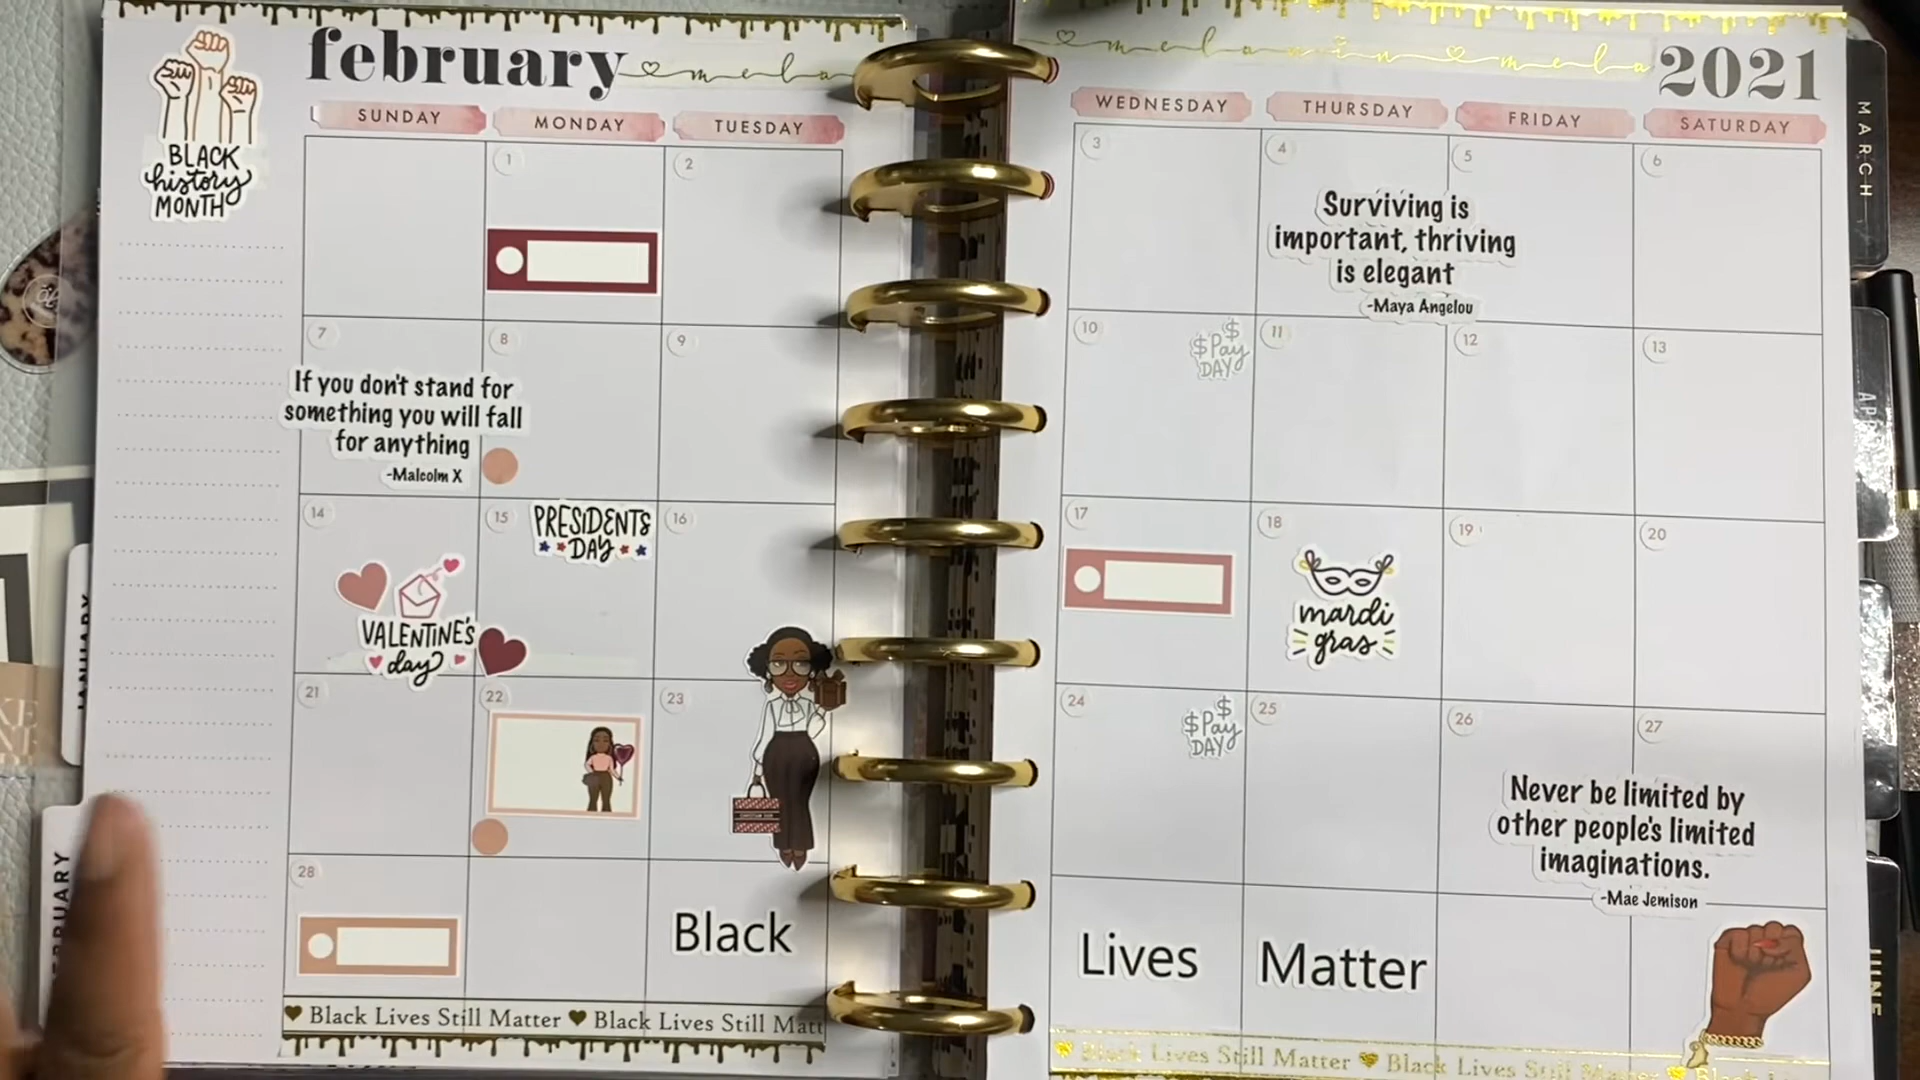 february
mela
melanin mela
2021
BLACK
history
MONTH
SUNDAY
MONDAY
TUESDAY
WEDNESDAY
THURSDAY
FRIDAY
SATURDAY
MARCH
1
2
3
4
5
6
Surviving is
important, thriving
is elegant
-Maya Angelou
7
8
9
10
$
$Pay
DAY
11
12
13
If you don't stand for
something you will fall
for anything
-Malcolm X
14
15
PRESIDENTS
DAY
16
17
18
19
20
VALENTINE'S
day
mardi
gras
21
22
23
24
$
$Pay
DAY
25
26
27
Never be limited by
other people's limited
imaginations.
-Mae Jemison
28
Black
Lives
Matter
Black Lives Still Matter
Black Lives Still Matt
Black Lives Still Matter
Black Lives Still Matter
JANUARY
JUNE